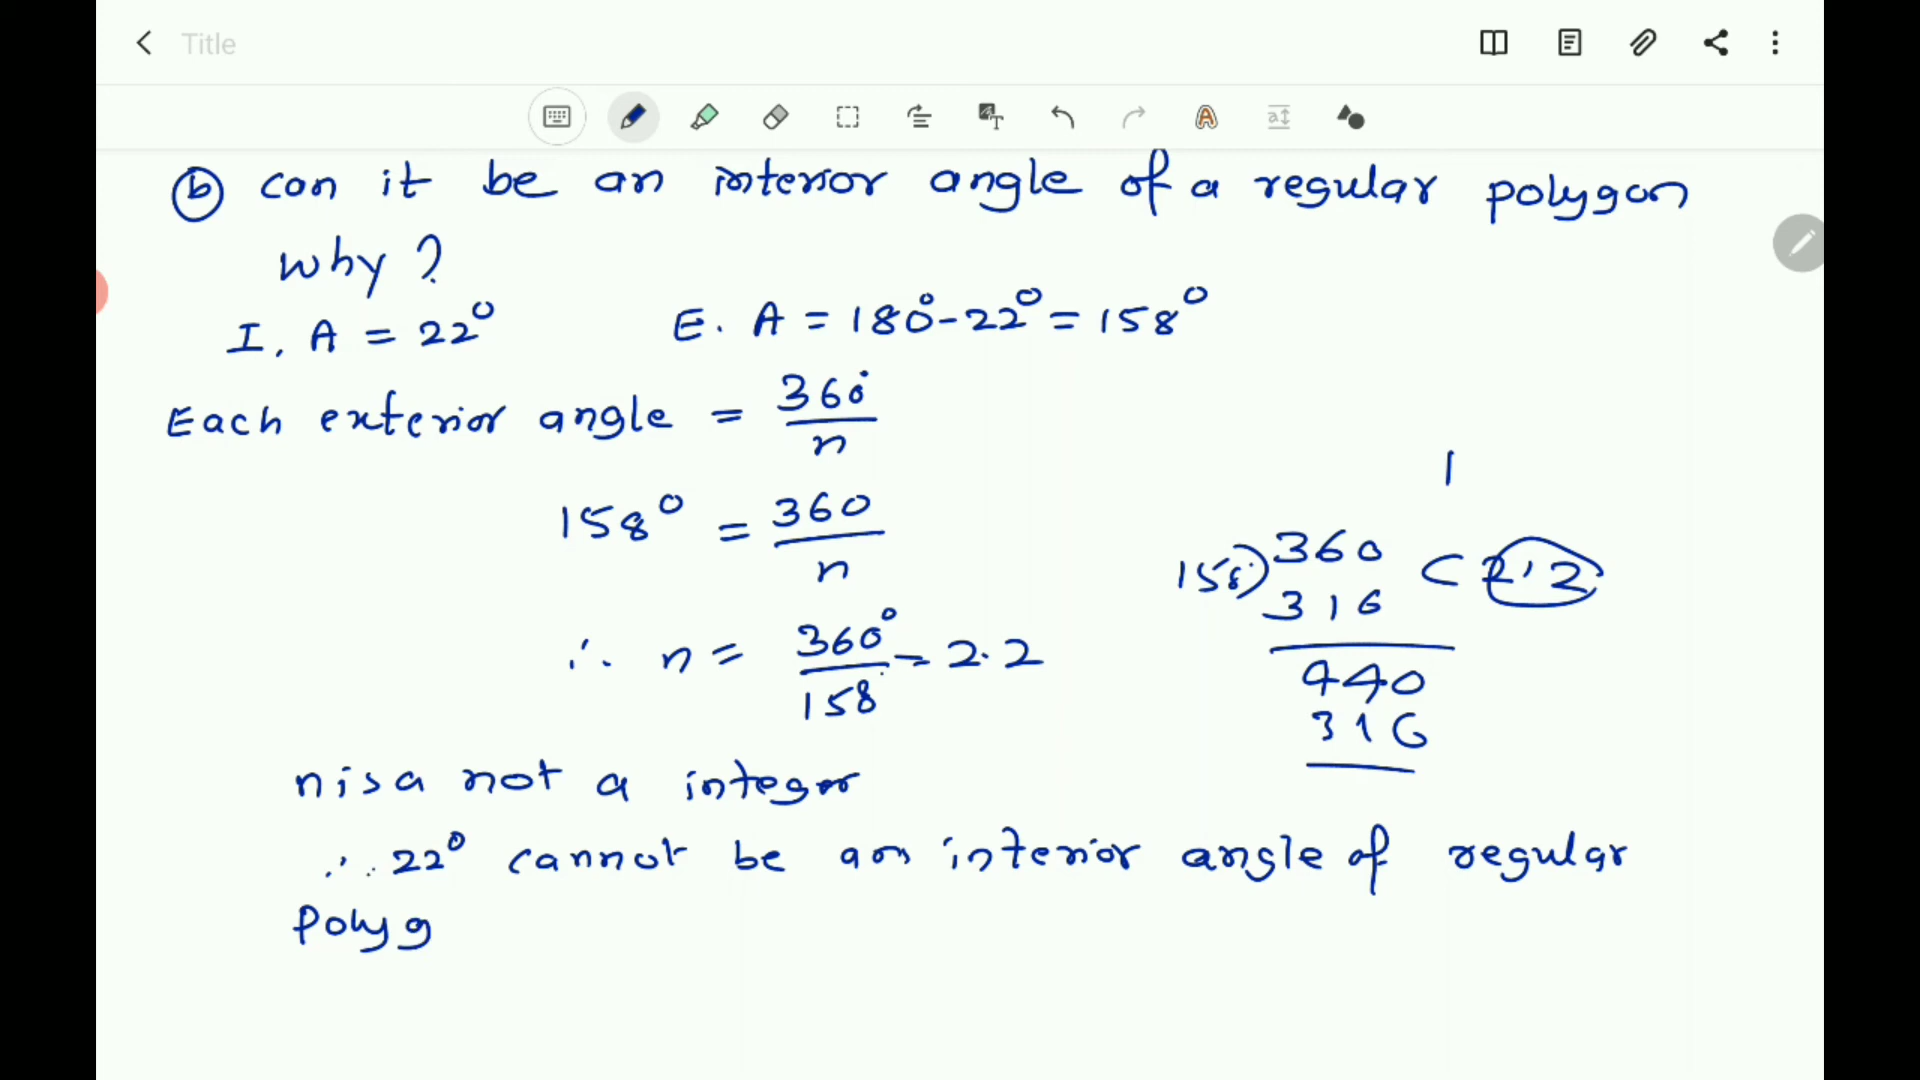 Title
ⓑ can it be an interior angle of a regular polygon
why ?
I. A = 22° E. A = 180°-22° = 158°
Each exterior angle = 360°/n
158° = 360/n
1
158)360(2.2
316
440
316
∴ n = 360°/158 = 2.2
n is a not a integer
∴ 22° cannot be an interior angle of regular
polyg